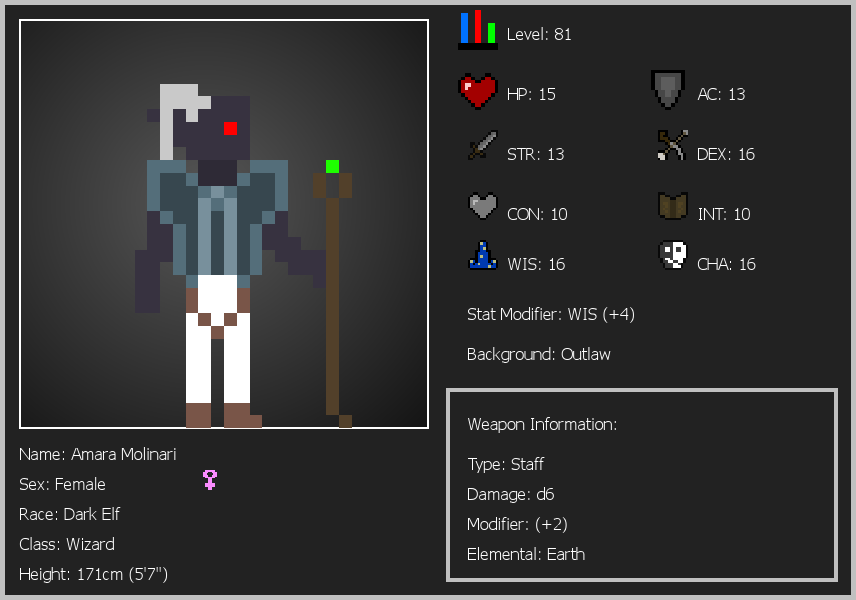 Level: 81
HP: 15
AC: 13
STR: 13
DEX: 16
CON: 10
INT: 10
WIS: 16
CHA: 16
Stat Modifier: WIS (+4)
Background: Outlaw
Weapon Information:
Type: Staff
Damage: d6
Modifier: (+2)
Elemental: Earth
Name: Amara Molinari
Sex: Female
Race: Dark Elf
Class: Wizard
Height: 171cm (5'7")